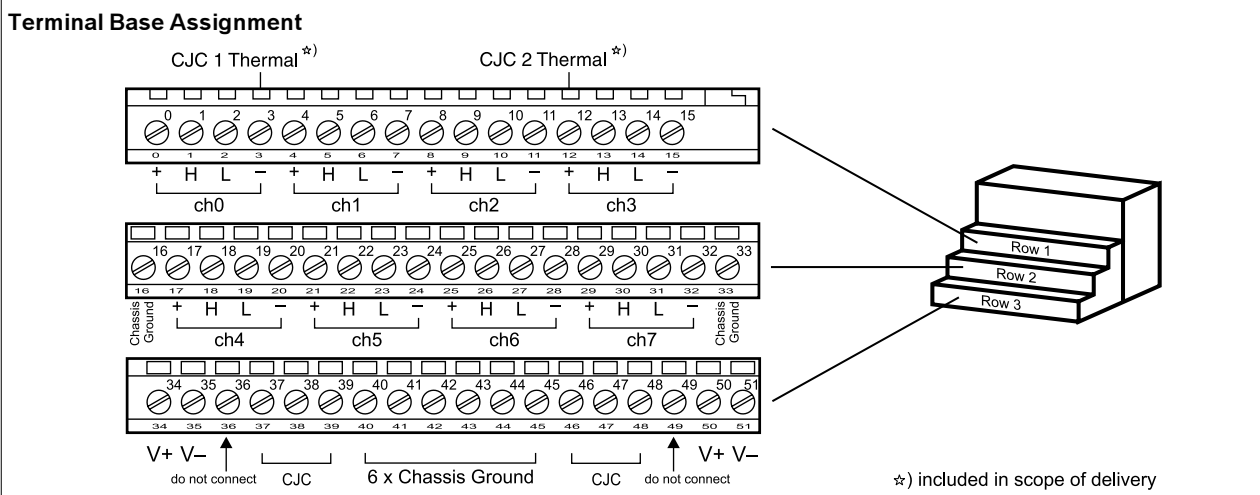 Terminal Base Assignment
CJC 1 Thermal ☆) CJC 2 Thermal ☆)
0 1 2 3 4 5 6 7 8 9 10 11 12 13 14 15
0 1 2 3 4 5 6 7 8 9 10 11 12 13 14 15
+ H L – + H L – + H L – + H L –
ch0 ch1 ch2 ch3
Row 1
Row 2
Row 3
16 17 18 19 20 21 22 23 24 25 26 27 28 29 30 31 32 33
16 17 18 19 20 21 22 23 24 25 26 27 28 29 30 31 32 33
Chassis Ground + H L – + H L – + H L – + H L – Chassis Ground
ch4 ch5 ch6 ch7
34 35 36 37 38 39 40 41 42 43 44 45 46 47 48 49 50 51
34 35 36 37 38 39 40 41 42 43 44 45 46 47 48 49 50 51
V+ V– do not connect CJC 6 x Chassis Ground CJC do not connect V+ V–
☆) included in scope of delivery